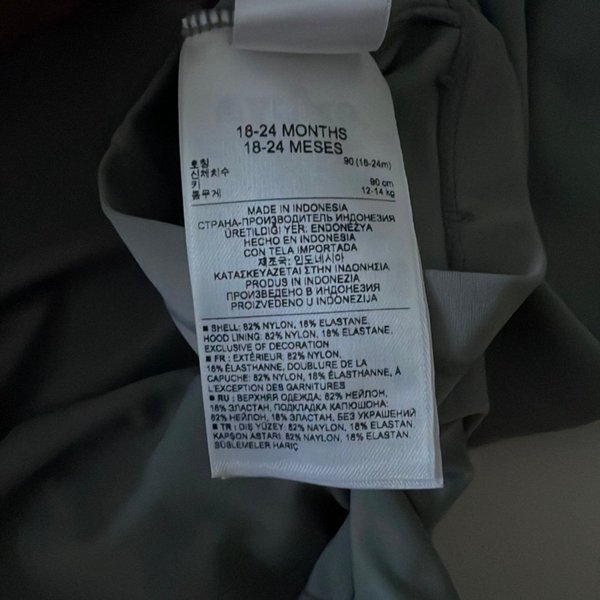 18-24 MONTHS
18-24 MESES
호칭 90 (18-24m)
신체치수
키 90 cm
몸무게 12-14 kg
MADE IN INDONESIA
СТРАНА-ПРОИЗВОДИТЕЛЬ ИНДОНЕЗИЯ
ÜRETİLDİĞİ YER: ENDONEZYA
HECHO EN INDONESIA
CON TELA IMPORTADA
제조국: 인도네시아
ΚΑΤΑΣΚΕΥΑΖΕΤΑΙ ΣΤΗΝ ΙΝΔΟΝΗΣΙΑ
PRODUS IN INDONEZIA
ПРОИЗВЕДЕНО В ИНДОНЕЗИЯ
PROIZVEDENO U INDONEZIJA
■ SHELL: 82% NYLON, 18% ELASTANE,
HOOD LINING: 82% NYLON, 18% ELASTANE,
EXCLUSIVE OF DECORATION
■ FR : EXTÉRIEUR, 82% NYLON,
18% ÉLASTHANNE, DOUBLURE DE LA
CAPUCHE: 82% NYLON, 18% ÉLASTHANNE, À
L'EXCEPTION DES GARNITURES
■ RU : ВЕРХНЯЯ ОДЕЖДА: 82% НЕЙЛОН,
18% ЭЛАСТАН, ПОДКЛАДКА КАПЮШОНА:
82% НЕЙЛОН, 18% ЭЛАСТАН, БЕЗ УКРАШЕНИЙ
■ TR : DIŞ YÜZEY: 82% NAYLON, 18% ELASTAN,
KAPSON ASTARI: 82% NAYLON, 18% ELASTAN
SÜSLEMELER HARİÇ